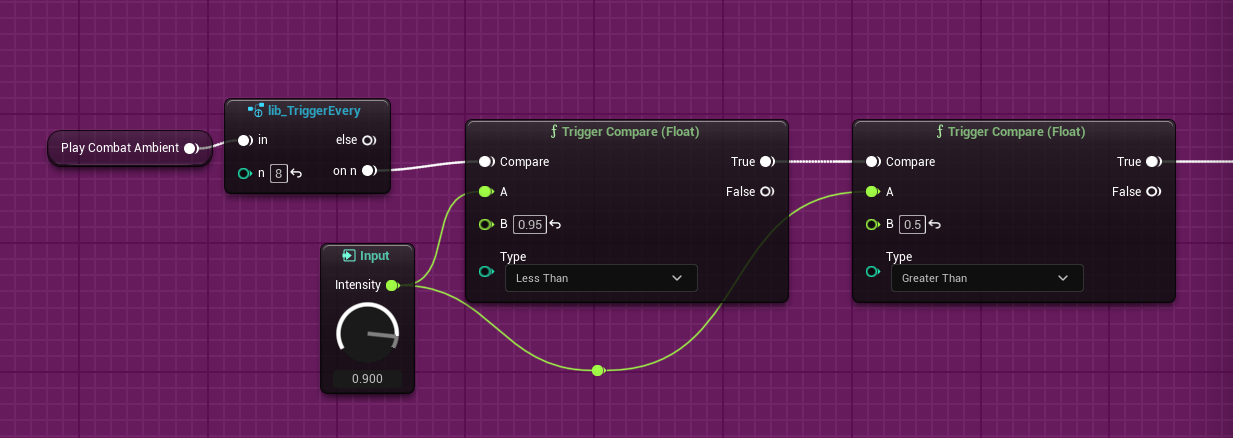 lib_TriggerEvery
Play Combat Ambient
in
else
n 8
on n
Trigger Compare (Float)
Compare
True
A
False
B 0.95
Type
Less Than
Trigger Compare (Float)
Compare
True
A
False
B 0.5
Type
Greater Than
Input
Intensity
0.900